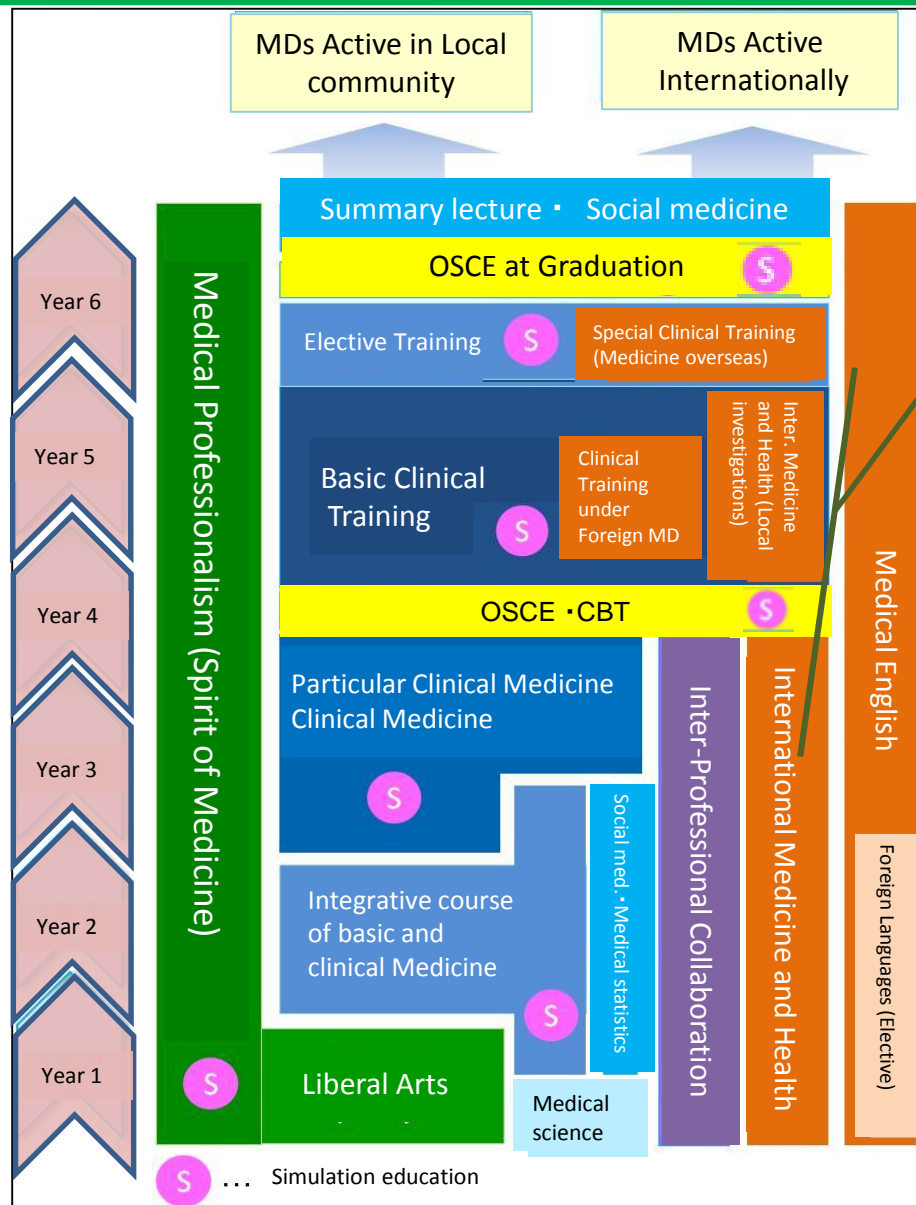 MDs Active in Local
community
MDs Active
Internationally
Summary lecture・ Social medicine
OSCE at Graduation
S
Year 6
Elective Training
S
Special Clinical Training
(Medicine overseas)
Year 5
Basic Clinical
Training
S
Clinical
Training
under
Foreign MD
Inter. Medicine
and Health (Local
investigations)
Year 4
OSCE ・CBT
S
Medical Professionalism (Spirit of Medicine)
Particular Clinical Medicine
Clinical Medicine
S
Year 3
Inter-Professional Collaboration
International Medicine and Health
Medical English
Social med.・Medical statistics
Foreign Languages (Elective)
Year 2
Integrative course
of basic and
clinical Medicine
S
Year 1
S
Liberal Arts
Medical
science
S … Simulation education